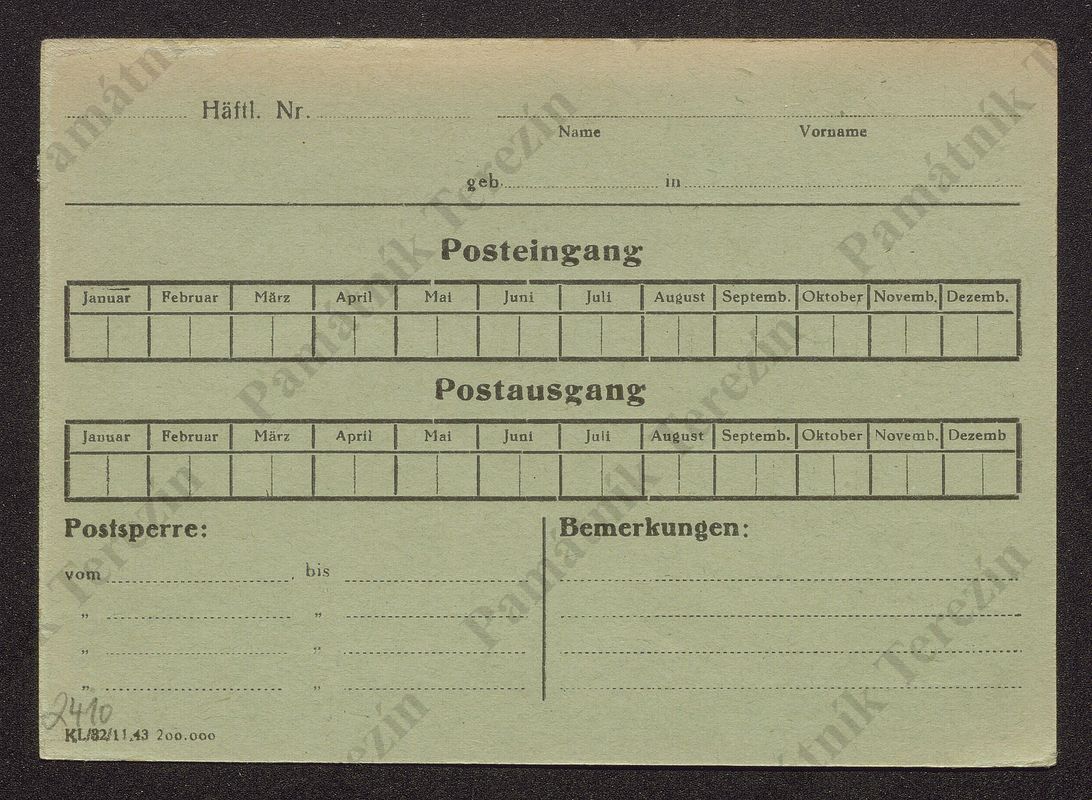 Häftl. Nr.
Name Vorname
geb. in
Posteingang
Januar Februar März April Mai Juni Juli August Septemb. Oktober Novemb. Dezemb.
Postausgang
Januar Februar März April Mai Juni Juli August Septemb. Oktober Novemb. Dezemb
Postsperre: Bemerkungen:
vom bis
„ „
„ „
„ „
2410
KL/82/11.43 200.000
Památník Terezín